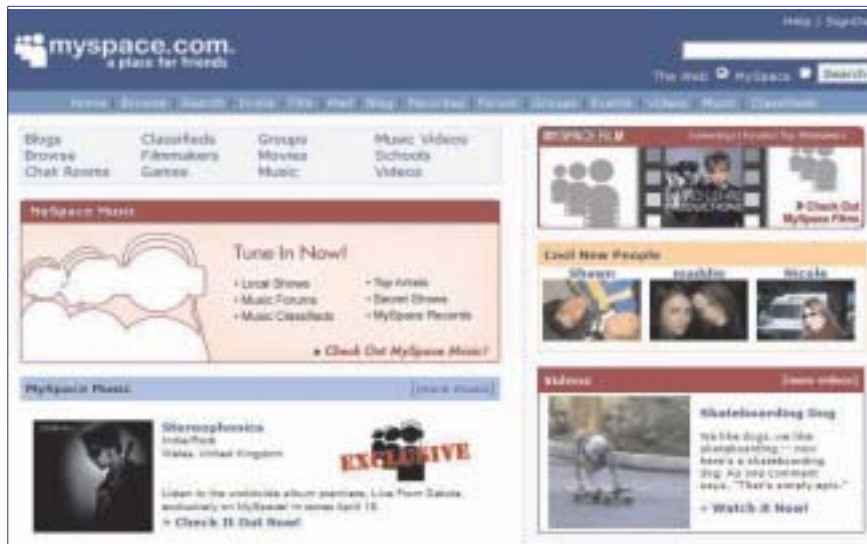 Help | SignOut
myspace.com.
a place for friends
The Web MySpace Search
Home | Browse | Search | Invite | Film | Mail | Blog | Favorites | Forum | Groups | Events | Videos | Music | Classifieds
Blogs Classifieds Groups Music Videos
Browse Filmmakers Movies Schools
Chat Rooms Games Music Videos
MySpace Music
Tune In Now!
• Local Shows • Top Artists
• Music Forums • Secret Shows
• Music Classifieds • MySpace Records
» Check Out MySpace Music!
MySpace Music [more music]
Stereophonics
Indie/Rock
Wales, United Kingdom
EXCLUSIVE
Listen to the worldwide album premiere, Live From Dakota,
exclusively on MySpace! In stores April
» Check It Out Now!
MYSPACE FILM Screenings | Forums | Top Filmmakers
» Check Out
MySpace Films
Cool New People
Shawn maddie Nicole
Videos [more videos]
Skateboarding Dog
We like dogs, we like
skateboarding -- now
here's a skateboarding
dog. As one comment
says, "That's simply epic."
» Watch it Now!